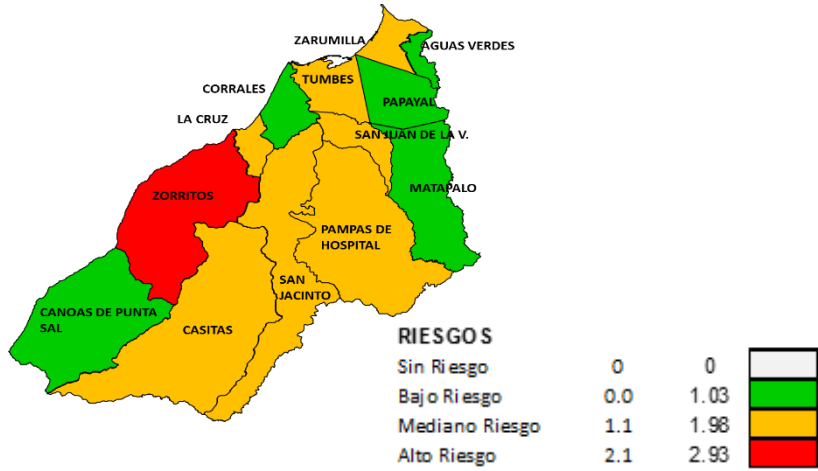 ZARUMILLA
AGUAS VERDES
TUMBES
CORRALES
PAPAYAL
LA CRUZ
SAN JUAN DE LA V.
MATAPALO
ZORRITOS
PAMPAS DE
HOSPITAL
SAN
JACINTO
CANOAS DE PUNTA
SAL
CASITAS
RIESGOS
Sin Riesgo 0 0
Bajo Riesgo 0.0 1.03
Mediano Riesgo 1.1 1.98
Alto Riesgo 2.1 2.93